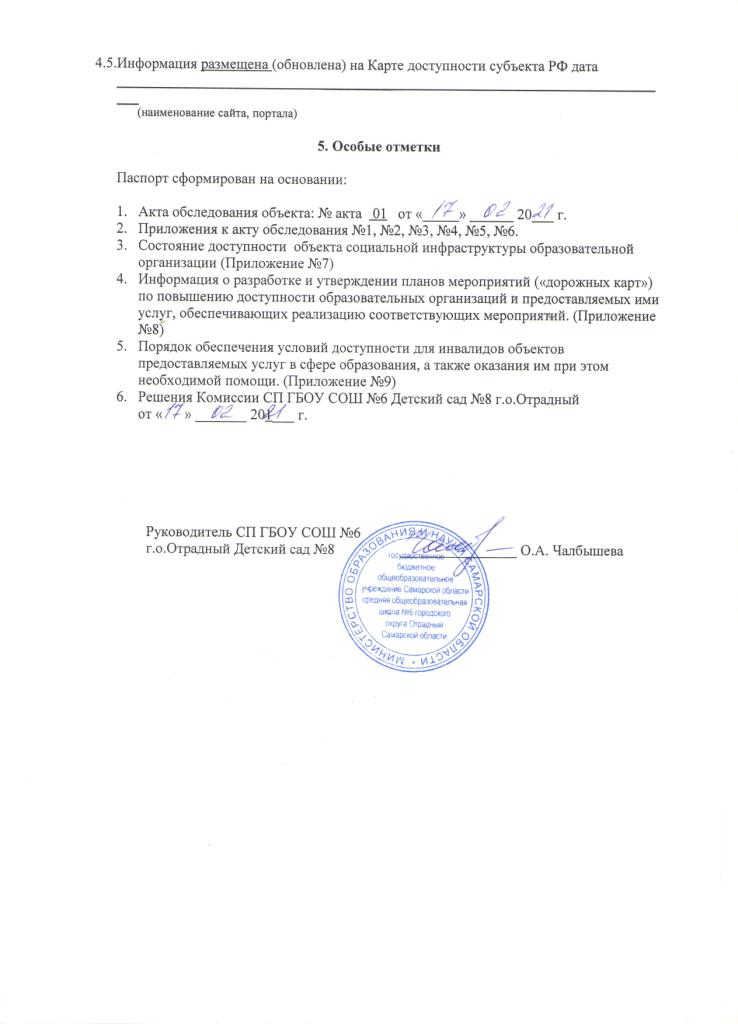 4.5.Информация размещена (обновлена) на Карте доступности субъекта РФ дата
(наименование сайта, портала)
5. Особые отметки
Паспорт сформирован на основании:
1. Акта обследования объекта: № акта 01 от «17» 02 2021 г.
2. Приложения к акту обследования №1, №2, №3, №4, №5, №6.
3. Состояние доступности объекта социальной инфраструктуры образовательной
организации (Приложение №7)
4. Информация о разработке и утверждении планов мероприятий («дорожных карт»)
по повышению доступности образовательных организаций и предоставляемых ими
услуг, обеспечивающих реализацию соответствующих мероприятий. (Приложение
№8)
5. Порядок обеспечения условий доступности для инвалидов объектов
предоставляемых услуг в сфере образования, а также оказания им при этом
необходимой помощи. (Приложение №9)
6. Решения Комиссии СП ГБОУ СОШ №6 Детский сад №8 г.о.Отрадный
от «17» 02 2021 г.
Руководитель СП ГБОУ СОШ №6
г.о.Отрадный Детский сад №8 О.А. Чалбышева
МИНИСТЕРСТВО ОБРАЗОВАНИЯ И НАУКИ САМАРСКОЙ ОБЛАСТИ
государственное
бюджетное
общеобразовательное
учреждение Самарской области
средняя общеобразовательная
школа №6 городского
округа Отрадный
Самарской области